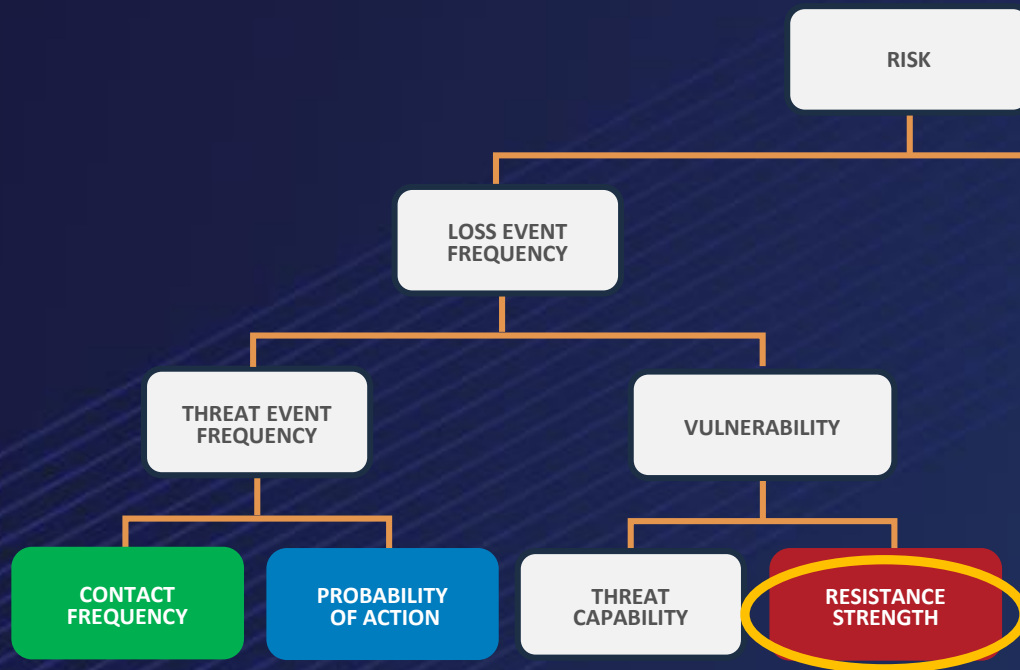 RISK
LOSS EVENT
FREQUENCY
THREAT EVENT
FREQUENCY
VULNERABILITY
CONTACT
FREQUENCY
PROBABILITY
OF ACTION
THREAT
CAPABILITY
RESISTANCE
STRENGTH